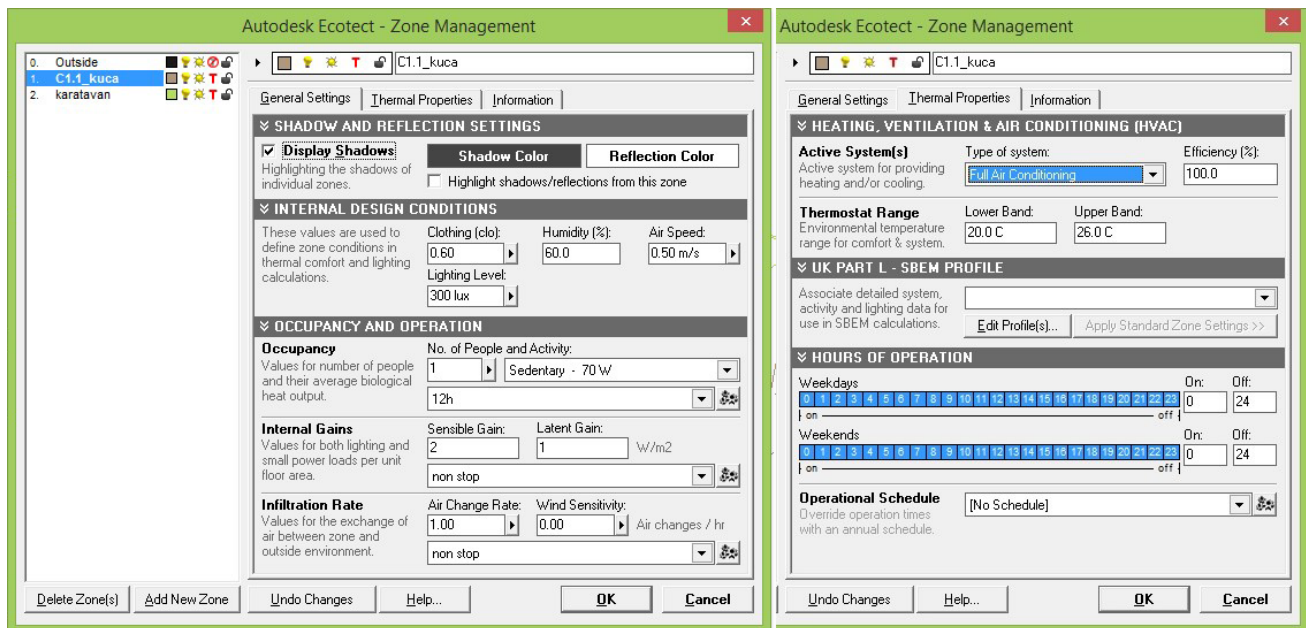 Autodesk Ecotect - Zone Management
0. Outside
1. C1.1_kuca
2. karatavan
Delete Zone(s) Add New Zone
C1.1_kuca
General Settings Thermal Properties Information
SHADOW AND REFLECTION SETTINGS
Display Shadows
Highlighting the shadows of
individual zones.
Shadow Color Reflection Color
Highlight shadows/reflections from this zone
INTERNAL DESIGN CONDITIONS
These values are used to
define zone conditions in
thermal comfort and lighting
calculations.
Clothing (clo): Humidity (%): Air Speed:
0.60 60.0 0.50 m/s
Lighting Level:
300 lux
OCCUPANCY AND OPERATION
Occupancy
Values for number of people
and their average biological
heat output.
No. of People and Activity:
1 Sedentary - 70 W
12h
Internal Gains
Values for both lighting and
small power loads per unit
floor area.
Sensible Gain: Latent Gain:
2 1 W/m2
non stop
Infiltration Rate
Values for the exchange of
air between zone and
outside environment.
Air Change Rate: Wind Sensitivity:
1.00 0.00 Air changes / hr
non stop
Undo Changes Help... OK Cancel
Autodesk Ecotect - Zone Management
C1.1_kuca
General Settings Thermal Properties Information
HEATING, VENTILATION & AIR CONDITIONING (HVAC)
Active System(s)
Active system for providing
heating and/or cooling.
Type of system: Efficiency (%):
Full Air Conditioning 100.0
Thermostat Range
Environmental temperature
range for comfort & system.
Lower Band: Upper Band:
20.0 C 26.0 C
UK PART L - SBEM PROFILE
Associate detailed system,
activity and lighting data for
use in SBEM calculations.
Edit Profile(s)... Apply Standard Zone Settings >>
HOURS OF OPERATION
Weekdays On: Off:
0 1 2 3 4 5 6 7 8 9 10 11 12 13 14 15 16 17 18 19 20 21 22 23 0 24
on off
Weekends On: Off:
0 1 2 3 4 5 6 7 8 9 10 11 12 13 14 15 16 17 18 19 20 21 22 23 0 24
on off
Operational Schedule
Override operation times
with an annual schedule.
[No Schedule]
Undo Changes Help... OK Cancel